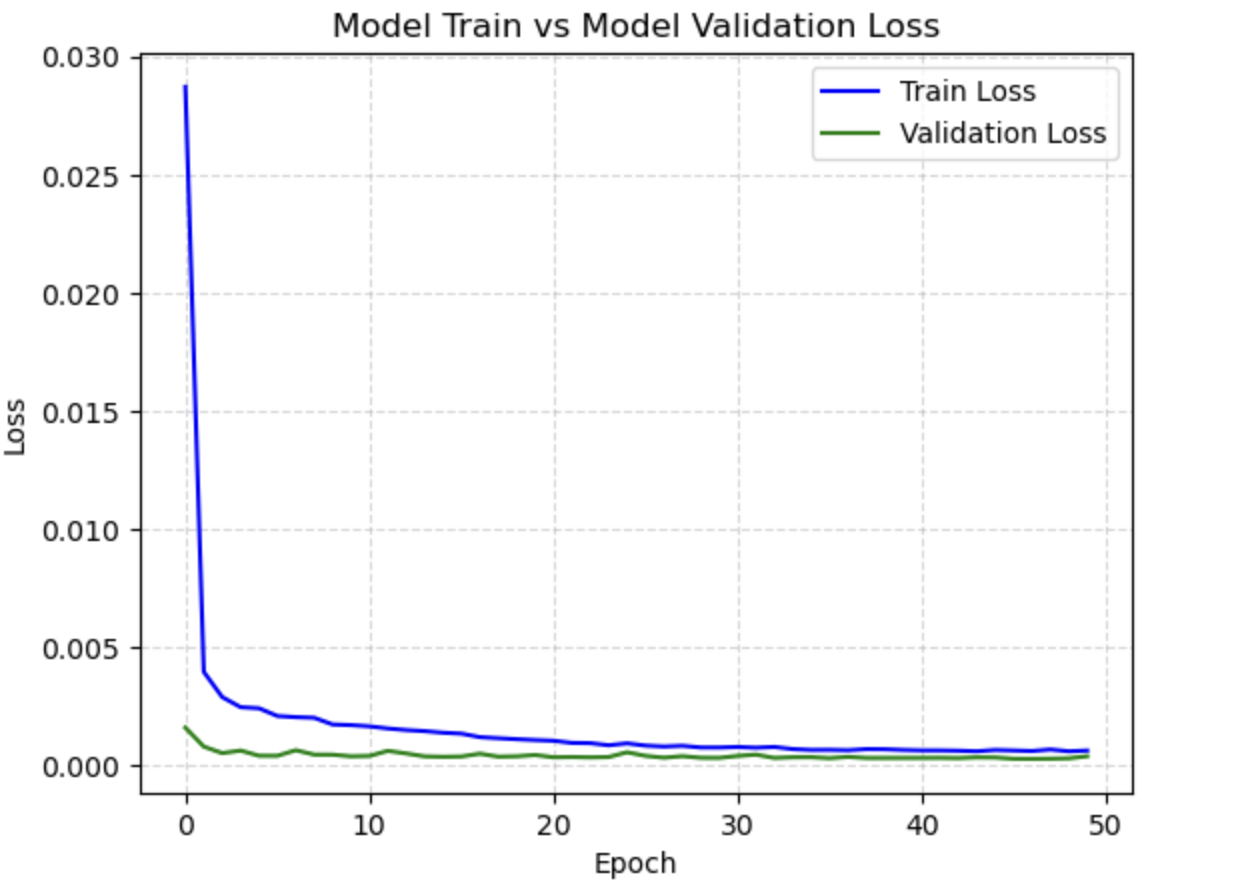 Model Train vs Model Validation Loss
Train Loss
Validation Loss
0.030
0.025
0.020
0.015
0.010
0.005
0.000
Loss
0 10 20 30 40 50
Epoch